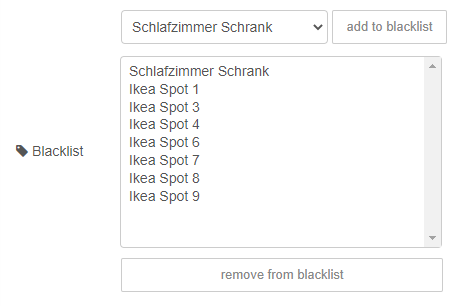 Schlafzimmer Schrank add to blacklist
Blacklist
Schlafzimmer Schrank
Ikea Spot 1
Ikea Spot 3
Ikea Spot 4
Ikea Spot 6
Ikea Spot 7
Ikea Spot 8
Ikea Spot 9
remove from blacklist